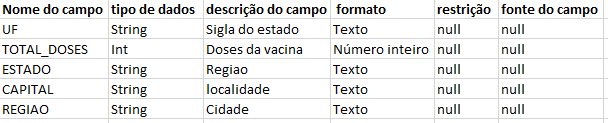 Nome do campo tipo de dados descrição do campo formato restrição fonte do campo
UF String Sigla do estado Texto null null
TOTAL_DOSES Int Doses da vacina Número inteiro null null
ESTADO String Regiao Texto null null
CAPITAL String localidade Texto null null
REGIAO String Cidade Texto null null